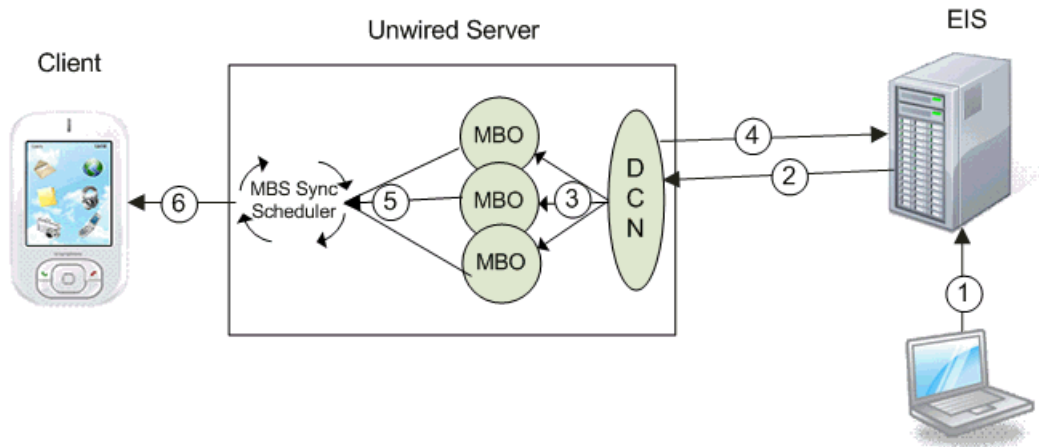 EIS
Unwired Server
Client
MBO
D
C
N
4
2
MBS Sync
Scheduler
6
5
MBO
3
MBO
1